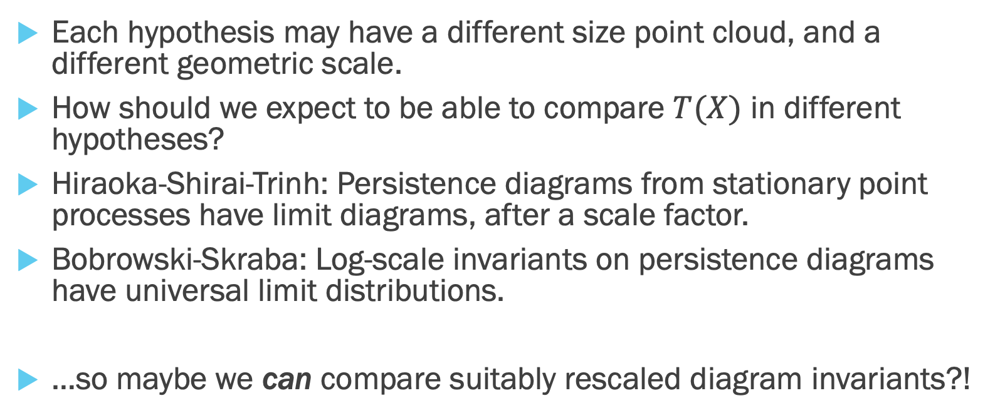 Each hypothesis may have a different size point cloud, and a
different geometric scale.
How should we expect to be able to compare T(X) in different
hypotheses?
Hiraoka-Shirai-Trinh: Persistence diagrams from stationary point
processes have limit diagrams, after a scale factor.
Bobrowski-Skraba: Log-scale invariants on persistence diagrams
have universal limit distributions.
...so maybe we can compare suitably rescaled diagram invariants?!